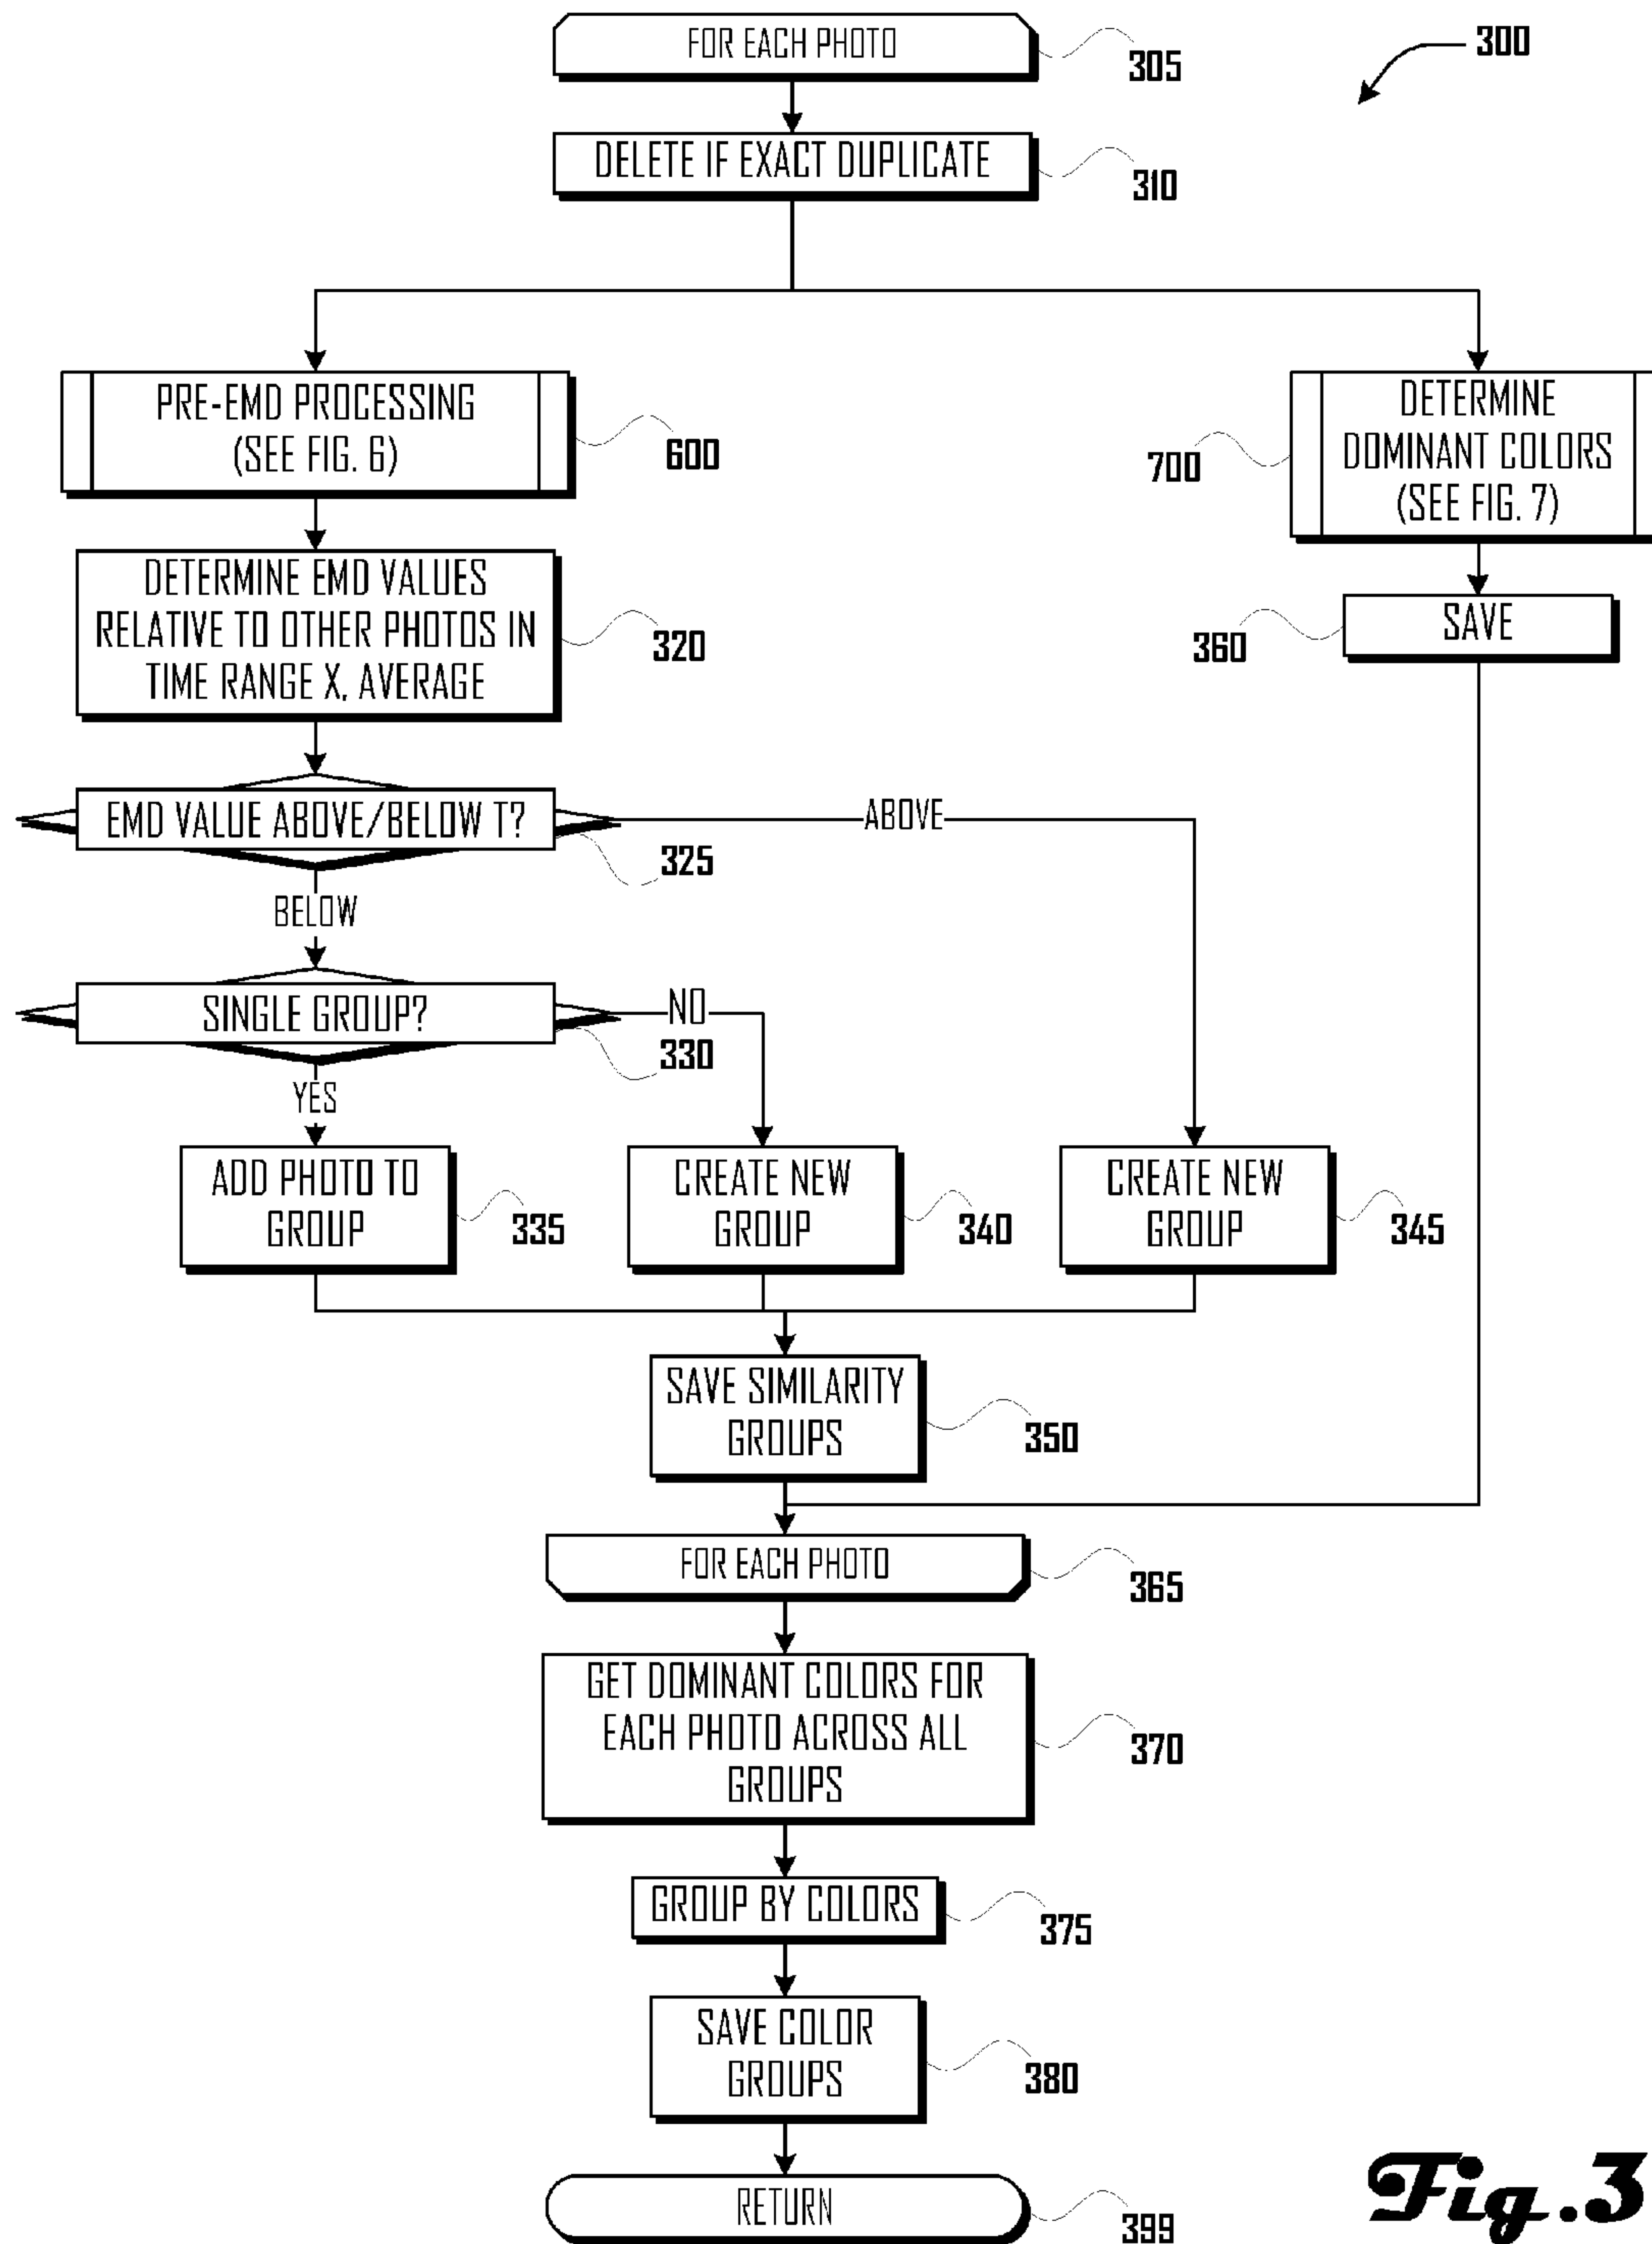 FOR EACH PHOTO
305
300
DELETE IF EXACT DUPLICATE
310
PRE-EMD PROCESSING
(SEE FIG. 6)
600
DETERMINE
DOMINANT COLORS
(SEE FIG. 7)
700
DETERMINE EMD VALUES
RELATIVE TO OTHER PHOTOS IN
TIME RANGE X, AVERAGE
320
SAVE
360
EMD VALUE ABOVE/BELOW T?
325
ABOVE
BELOW
SINGLE GROUP?
330
NO
YES
ADD PHOTO TO
GROUP
335
CREATE NEW
GROUP
340
CREATE NEW
GROUP
345
SAVE SIMILARITY
GROUPS
350
FOR EACH PHOTO
365
GET DOMINANT COLORS FOR
EACH PHOTO ACROSS ALL
GROUPS
370
GROUP BY COLORS
375
SAVE COLOR
GROUPS
380
RETURN
399
Fig.3